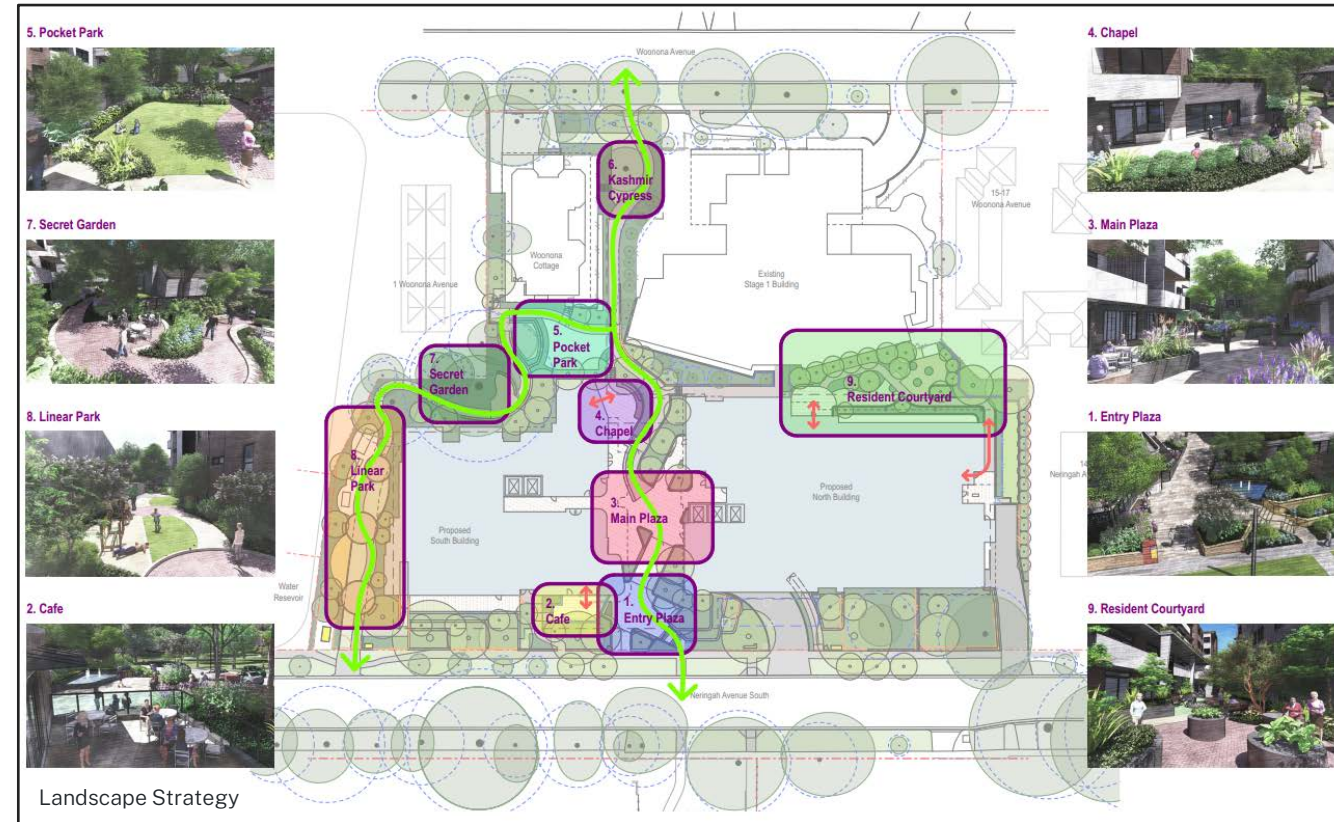 5. Pocket Park
7. Secret Garden
8. Linear Park
2. Cafe
Woonona Avenue
6.
Kashmir
Cypress
Woonona
Cottage
1 Woonona Avenue
Existing
Stage 1 Building
15-17
Woonona Avenue
5.
Pocket
Park
7.
Secret
Garden
9.
Resident Courtyard
4.
Chapel
8.
Linear
Park
3.
Main Plaza
Proposed
South Building
Proposed
North Building
14
Neringah A
Water
Resevoir
2.
Cafe
1.
Entry Plaza
Neringah Avenue South
4. Chapel
3. Main Plaza
1. Entry Plaza
9. Resident Courtyard
Landscape Strategy